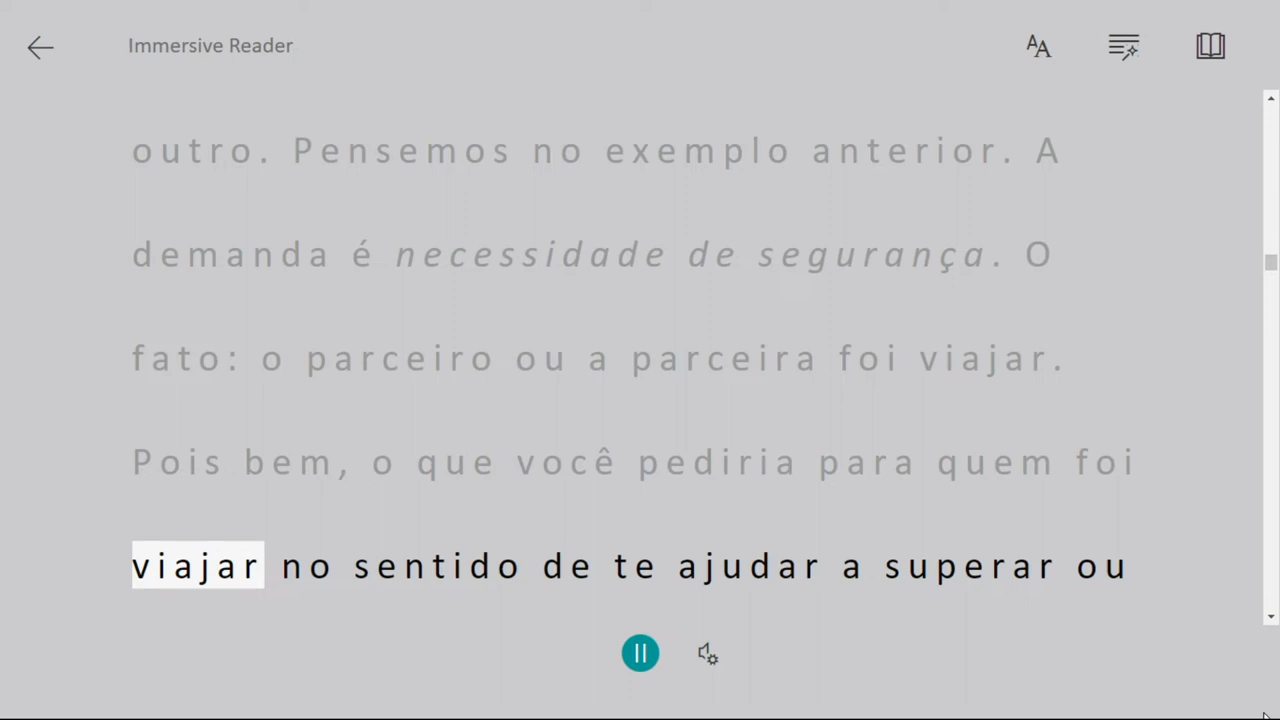 Immersive Reader
outro. Pensemos no exemplo anterior. A
demanda é necessidade de segurança. O
fato: o parceiro ou a parceira foi viajar.
Pois bem, o que você pediria para quem foi
viajar no sentido de te ajudar a superar ou